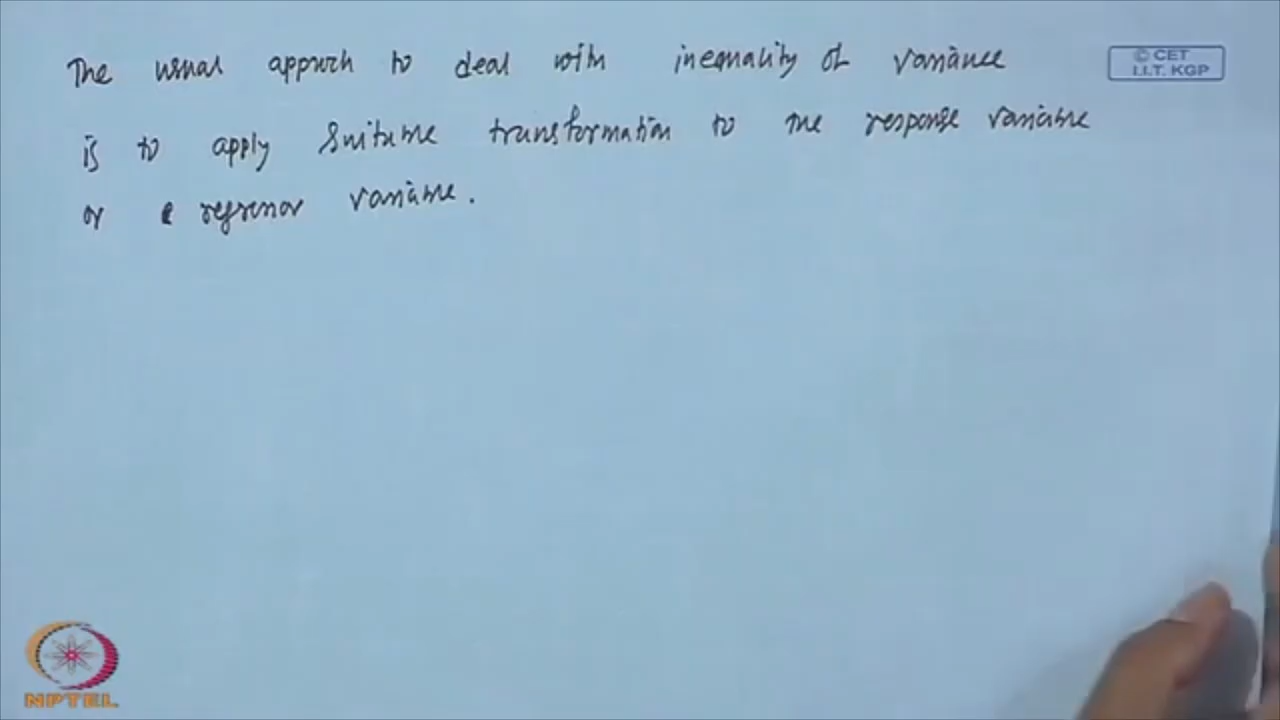 The usual approch to deal with inequality of variance
© CET
I.I.T. KGP
is to apply suitable transformation to the response variable
or regressor variable.
NPTEL